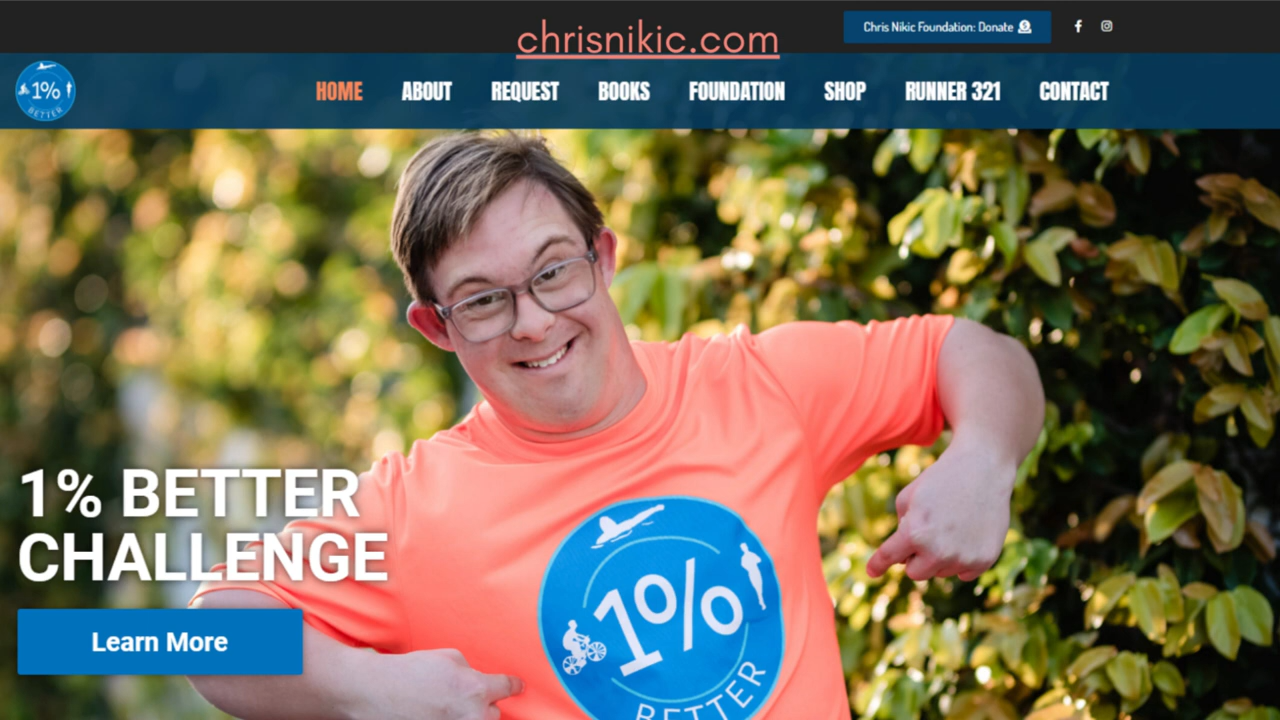 chrisnikic.com
Chris Nikic Foundation: Donate
1%
BETTER
HOME ABOUT REQUEST BOOKS FOUNDATION SHOP RUNNER 321 CONTACT
1% BETTER
CHALLENGE
Learn More
1%
BETTER